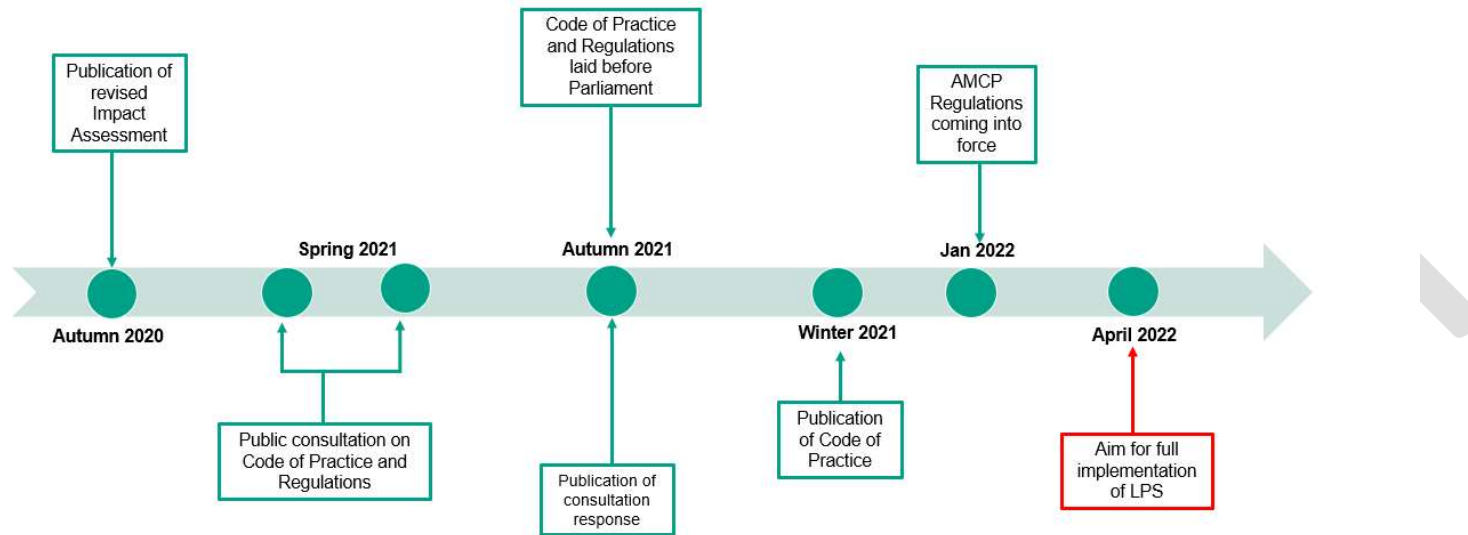 Publication of
revised
Impact
Assessment
Code of Practice
and Regulations
laid before
Parliament
AMCP
Regulations
coming into
force
Spring 2021
Autumn 2021
Jan 2022
Autumn 2020
Winter 2021
April 2022
Public consultation on
Code of Practice and
Regulations
Publication of
consultation
response
Publication
of Code of
Practice
Aim for full
implementation
of LPS